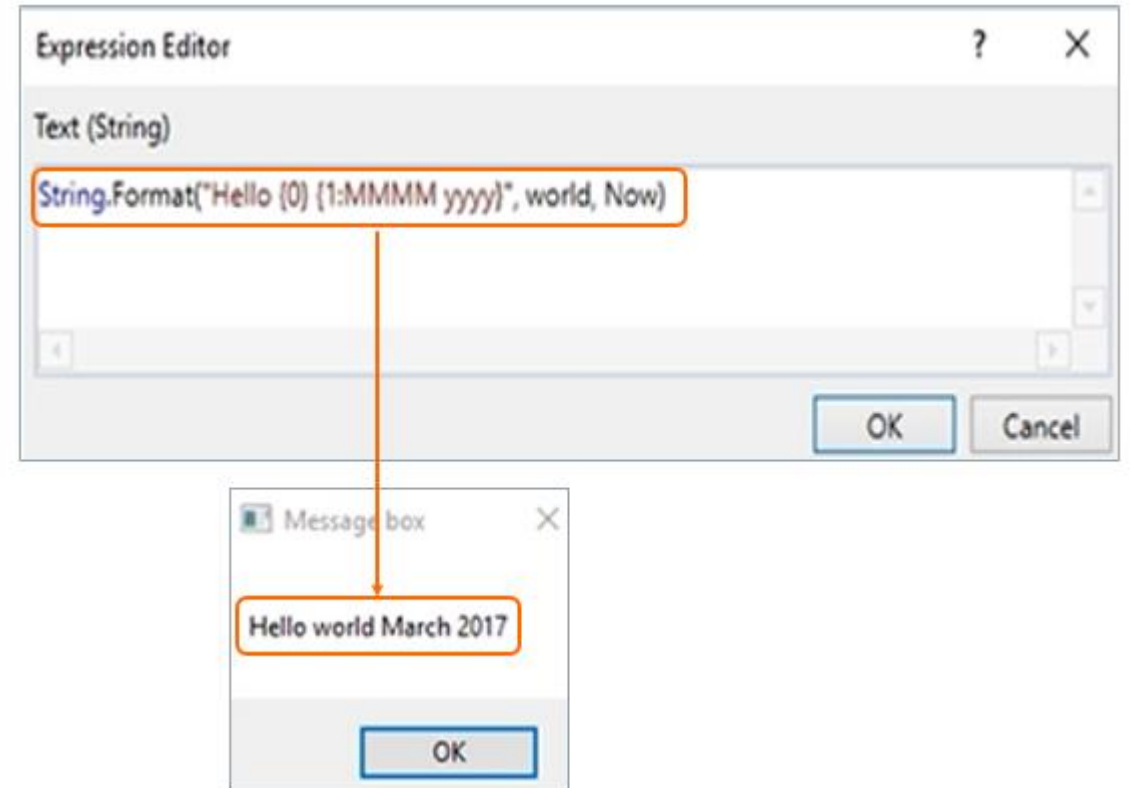 Expression Editor ? X
Text (String)
String.Format("Hello {0} {1:MMMM yyyy}", world, Now)
OK Cancel
Message box
Hello world March 2017
OK